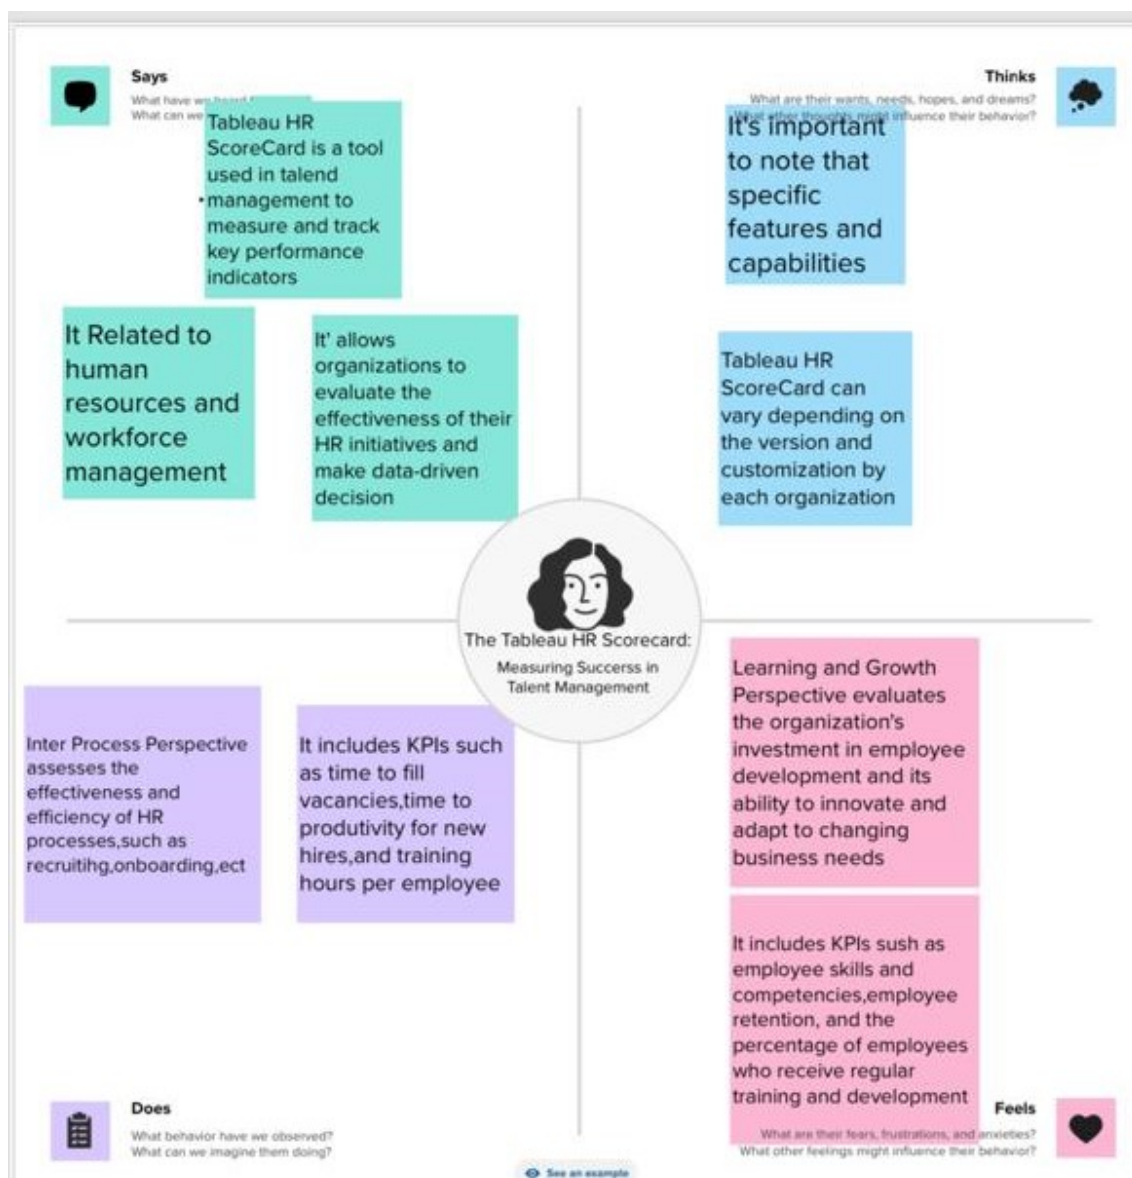 Says
What have we heard
What can we
Tableau HR
ScoreCard is a tool
used in talend
•management to
measure and track
key performance
indicators
It Related to
human
resources and
workforce
management
It' allows
organizations to
evaluate the
effectiveness of their
HR initiatives and
make data-driven
decision
Thinks
What are their wants, needs, hopes, and dreams?
What other thoughts might influence their behavior?
It's important
to note that
specific
features and
capabilities
Tableau HR
ScoreCard can
vary depending on
the version and
customization by
each organization
The Tableau HR Scorecard:
Measuring Succerss in
Talent Management
Inter Process Perspective
assesses the
effectiveness and
efficiency of HR
processes,such as
recruitihg,onboarding,ect
It includes KPIs such
as time to fill
vacancies,time to
produtivity for new
hires,and training
hours per employee
Learning and Growth
Perspective evaluates
the organization's
investment in employee
development and its
ability to innovate and
adapt to changing
business needs
It includes KPIs sush as
employee skills and
competencies,employee
retention, and the
percentage of employees
who receive regular
training and development
Does
What behavior have we observed?
What can we imagine them doing?
Feels
What are their fears, frustrations, and anxieties?
What other feelings might influence their behavior?
See an example